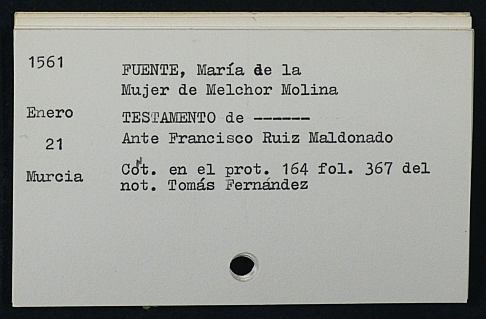 1561
FUENTE, María de la
Mujer de Melchor Molina
Enero
TESTAMENTO de ------
21
Ante Francisco Ruiz Maldonado
Murcia
Cont. en el prot. 164 fol. 367 del
not. Tomás Fernández